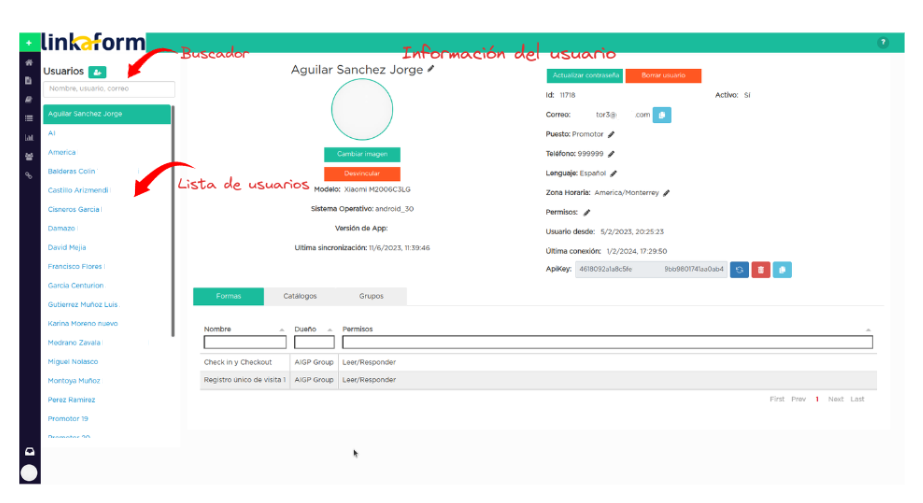 linkaform
Buscador
Información del usuario
?
Usuarios
Nombre, usuario, correo
Aguilar Sanchez Jorge
Al
America
Balderas Colin
Castillo Arizmendi
Cisneros Garcia
Damazo
David Mejia
Francisco Flores
Garcia Centurion
Gutierrez Muñoz Luis
Karina Moreno nuevo
Medrano Zavala
Miguel Nolasco
Montoya Muñoz
Perez Ramirez
Promotor 19
Promotor 20
Lista de usuarios
Aguilar Sanchez Jorge
Cambiar imagen
Desvincular
Modelo: Xiaomi M2006C3LG
Sistema Operativo: android_30
Versión de App:
Ultima sincronización: 11/6/2023, 11:39:46
Actualizar contraseña
Borrar usuario
Id: 11718
Activo: Si
Correo: tor3@ .com
Puesto: Promotor
Teléfono: 999999
Lenguaje: Español
Zona Horaria: America/Monterrey
Permisos:
Usuario desde: 5/2/2023, 20:25:23
Última conexión: 1/2/2024, 17:29:50
ApiKey: 4618092a1a8c5fe 9bb9801741aa0ab4
Formas Catálogos Grupos
Nombre Dueño Permisos
Check in y Checkout AIGP Group Leer/Responder
Registro único de visita 1 AIGP Group Leer/Responder
First Prev 1 Next Last